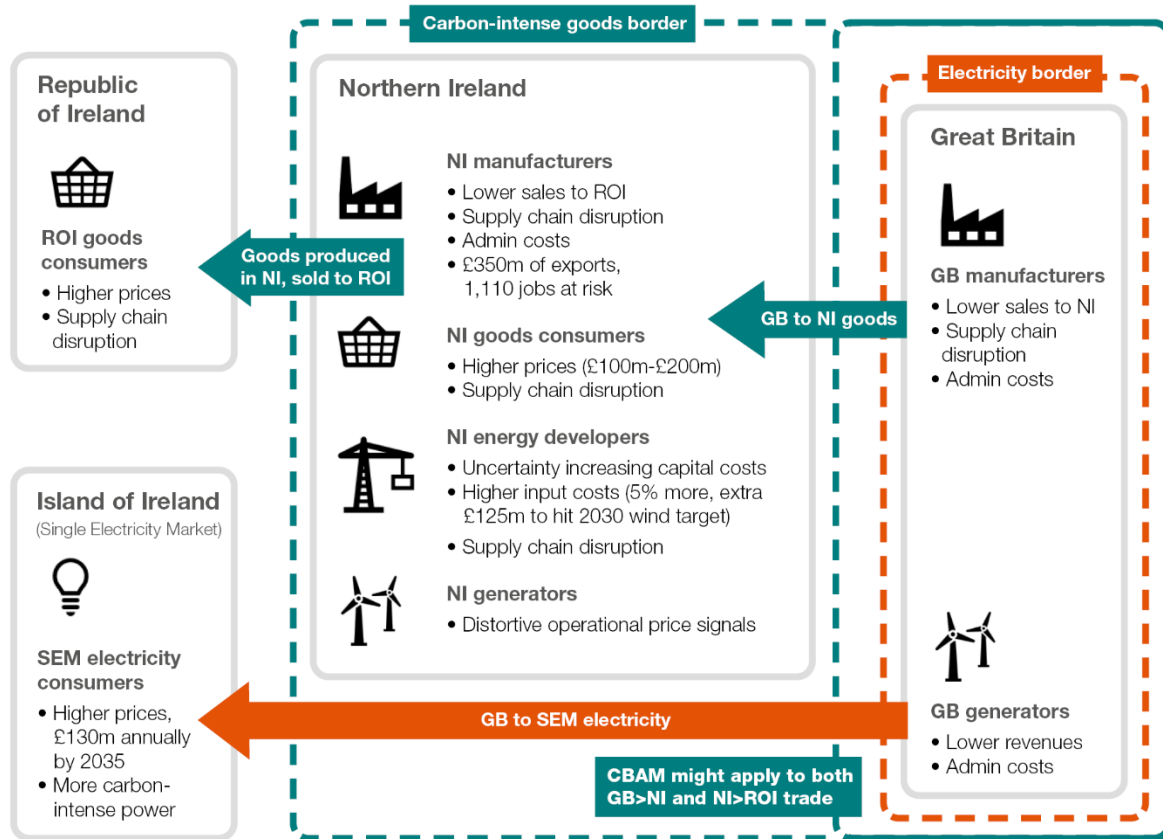 Carbon-intense goods border
Electricity border
Republic
of Ireland
ROI goods
consumers
• Higher prices
• Supply chain
disruption
Goods produced
in NI, sold to ROI
Northern Ireland
NI manufacturers
• Lower sales to ROI
• Supply chain disruption
• Admin costs
• £350m of exports,
1,110 jobs at risk
NI goods consumers
• Higher prices (£100m-£200m)
• Supply chain disruption
NI energy developers
• Uncertainty increasing capital costs
• Higher input costs (5% more, extra
£125m to hit 2030 wind target)
• Supply chain disruption
NI generators
• Distortive operational price signals
GB to NI goods
Great Britain
GB manufacturers
• Lower sales to NI
• Supply chain
disruption
• Admin costs
GB generators
• Lower revenues
• Admin costs
Island of Ireland
(Single Electricity Market)
SEM electricity
consumers
• Higher prices,
£130m annually
by 2035
• More carbon-
intense power
GB to SEM electricity
CBAM might apply to both
GB>NI and NI>ROI trade